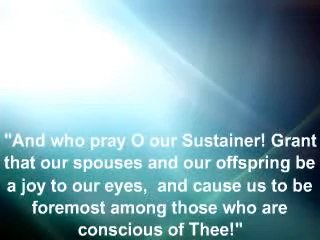 "And who pray O our Sustainer! Grant
that our spouses and our offspring be
a joy to our eyes,  and cause us to be
foremost among those who are
conscious of Thee!"